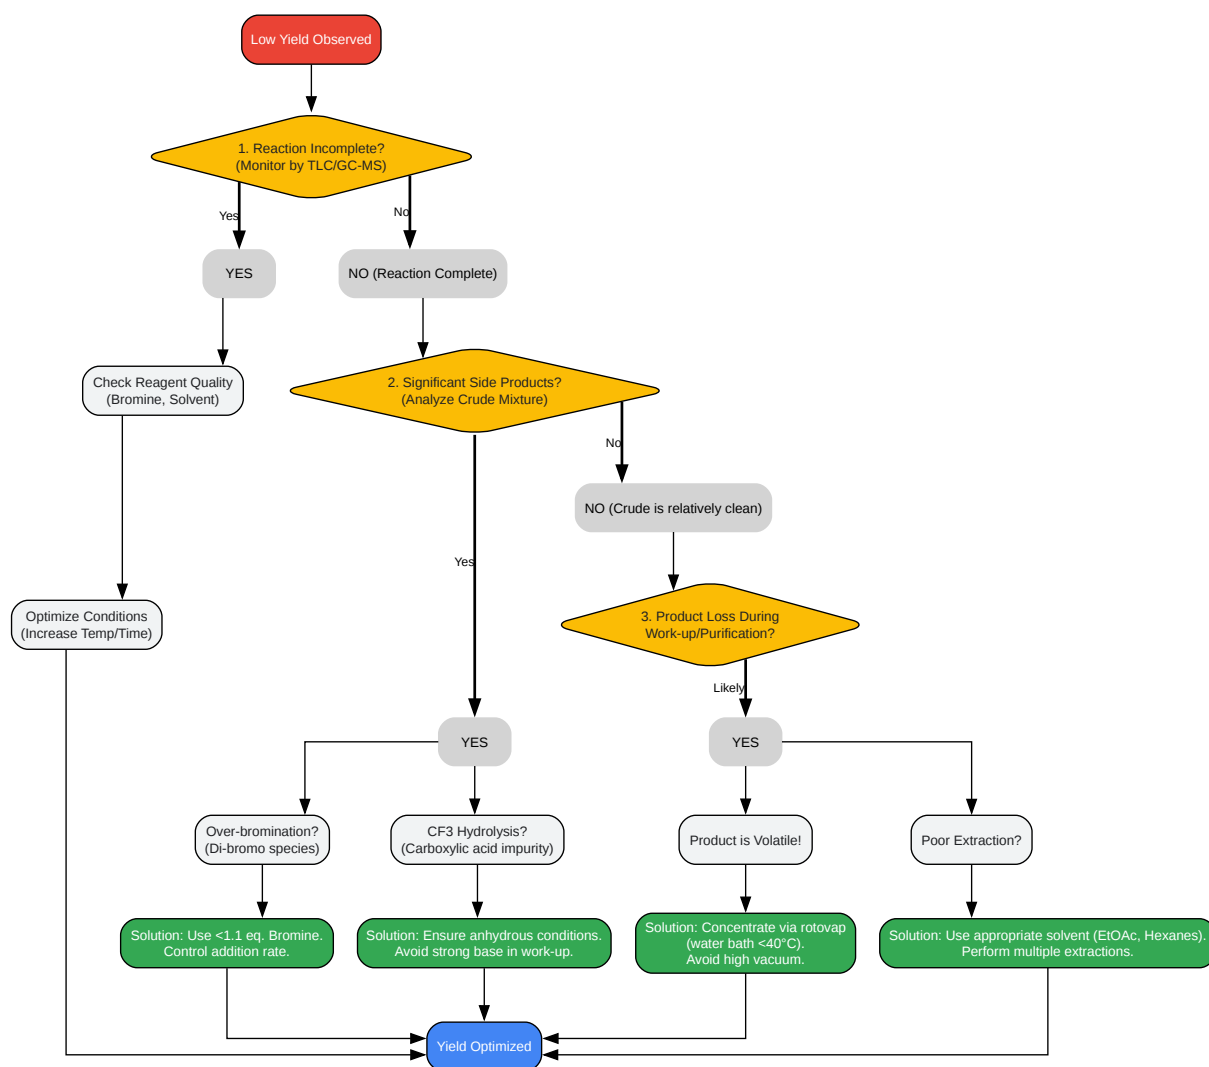 Low Yield Observed
1. Reaction Incomplete?
(Monitor by TLC/GC-MS)
Yes
No
YES
NO (Reaction Complete)
Check Reagent Quality
(Bromine, Solvent)
2. Significant Side Products?
(Analyze Crude Mixture)
No
NO (Crude is relatively clean)
Yes
Optimize Conditions
(Increase Temp/Time)
3. Product Loss During
Work-up/Purification?
Likely
YES
YES
Over-bromination?
(Di-bromo species)
CF3 Hydrolysis?
(Carboxylic acid impurity)
Product is Volatile!
Poor Extraction?
Solution: Use <1.1 eq. Bromine.
Control addition rate.
Solution: Ensure anhydrous conditions.
Avoid strong base in work-up.
Solution: Concentrate via rotovap
(water bath <40°C).
Avoid high vacuum.
Solution: Use appropriate solvent (EtOAc, Hexanes).
Perform multiple extractions.
Yield Optimized